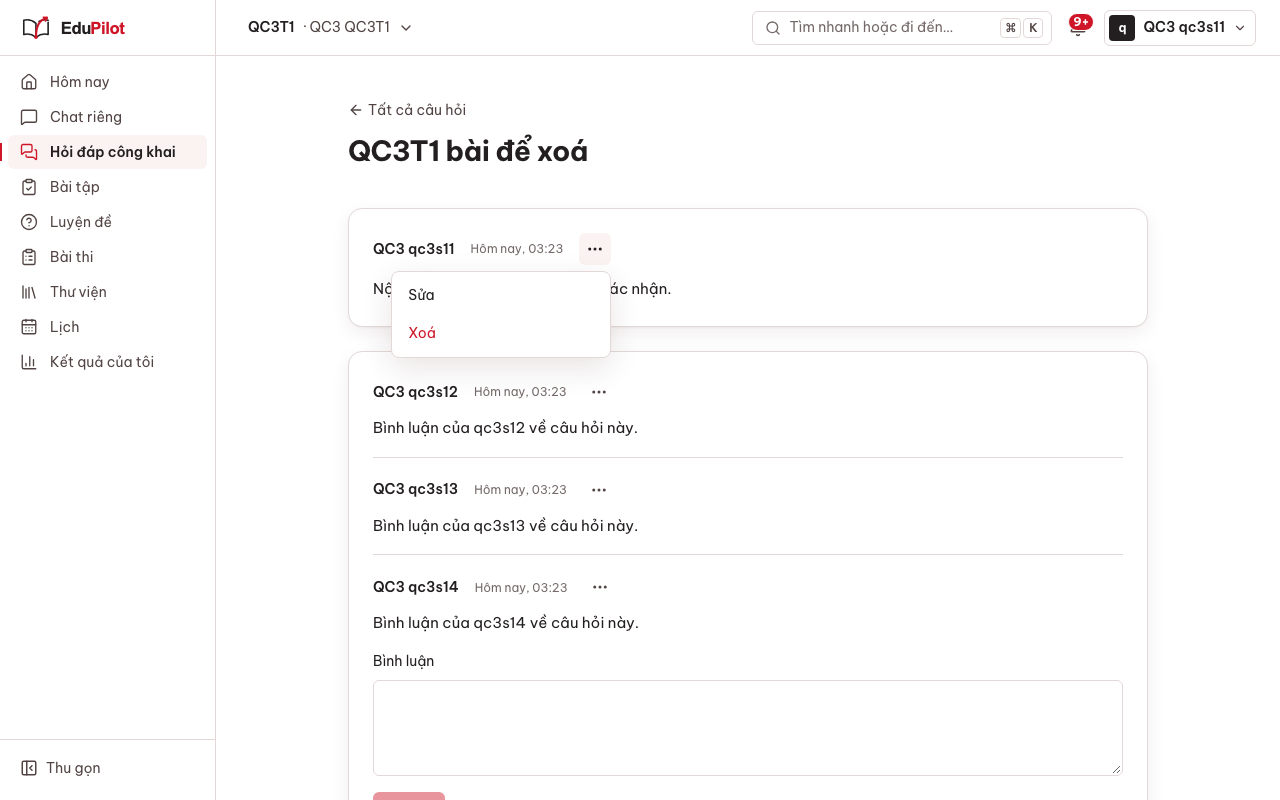 EduPilot
QC3T1 · QC3 QC3T1
Tìm nhanh hoặc đi đến...
⌘ K
9+
q
QC3 qc3s11
Hôm nay
Chat riêng
Hỏi đáp công khai
Bài tập
Luyện đề
Bài thi
Thư viện
Lịch
Kết quả của tôi
Thu gọn
← Tất cả câu hỏi
QC3T1 bài để xoá
QC3 qc3s11 Hôm nay, 03:23
nhận.
Sửa
Xoá
QC3 qc3s12 Hôm nay, 03:23
Bình luận của qc3s12 về câu hỏi này.
QC3 qc3s13 Hôm nay, 03:23
Bình luận của qc3s13 về câu hỏi này.
QC3 qc3s14 Hôm nay, 03:23
Bình luận của qc3s14 về câu hỏi này.
Bình luận